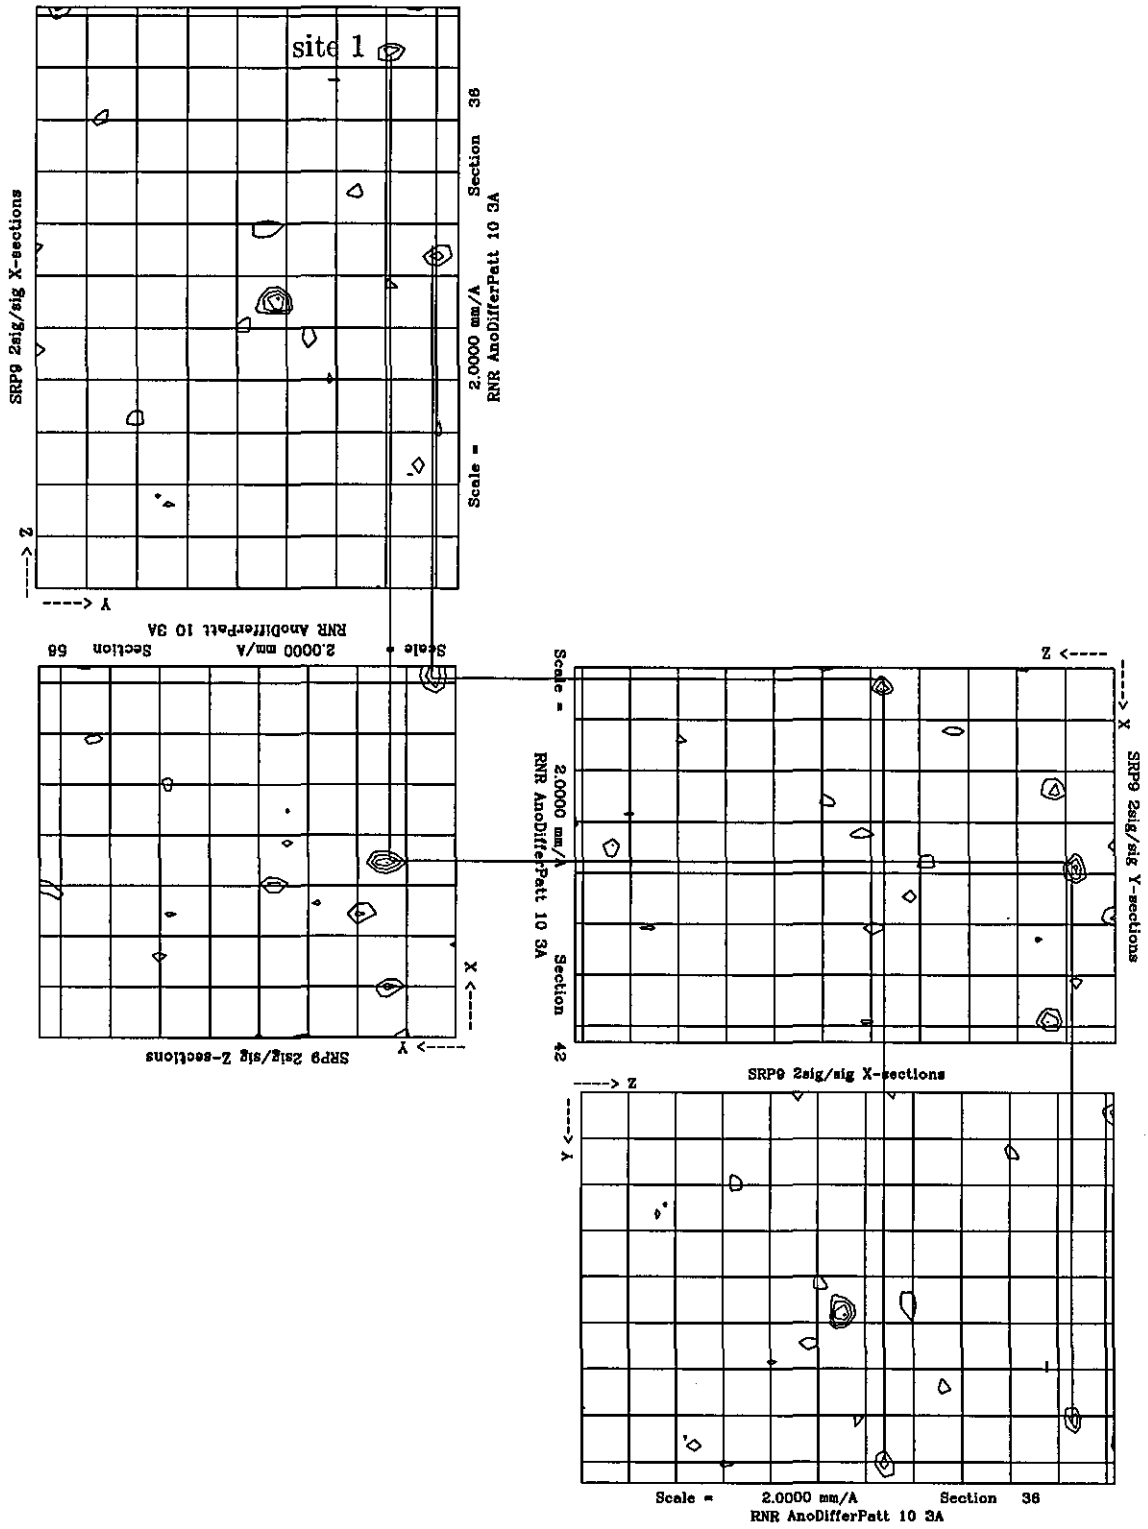 site 1
SRP9 2sig/sig X-sections
Scale = 2.0000 mm/A Section 36
RNR AnoDifferPatt 10 3A
----> Z
----> Y
RNR AnoDifferPatt 10 3A
Scale = 2.0000 mm/A Section 56
----> X
----> Y
SRP9 2sig/sig Z-sections
----> Z
----> X
SRP9 2sig/sig Y-sections
Scale = 2.0000 mm/A Section 42
RNR AnoDifferPatt 10 3A
SRP9 2sig/sig X-sections
----> Z
----> Y
Scale = 2.0000 mm/A Section 36
RNR AnoDifferPatt 10 3A